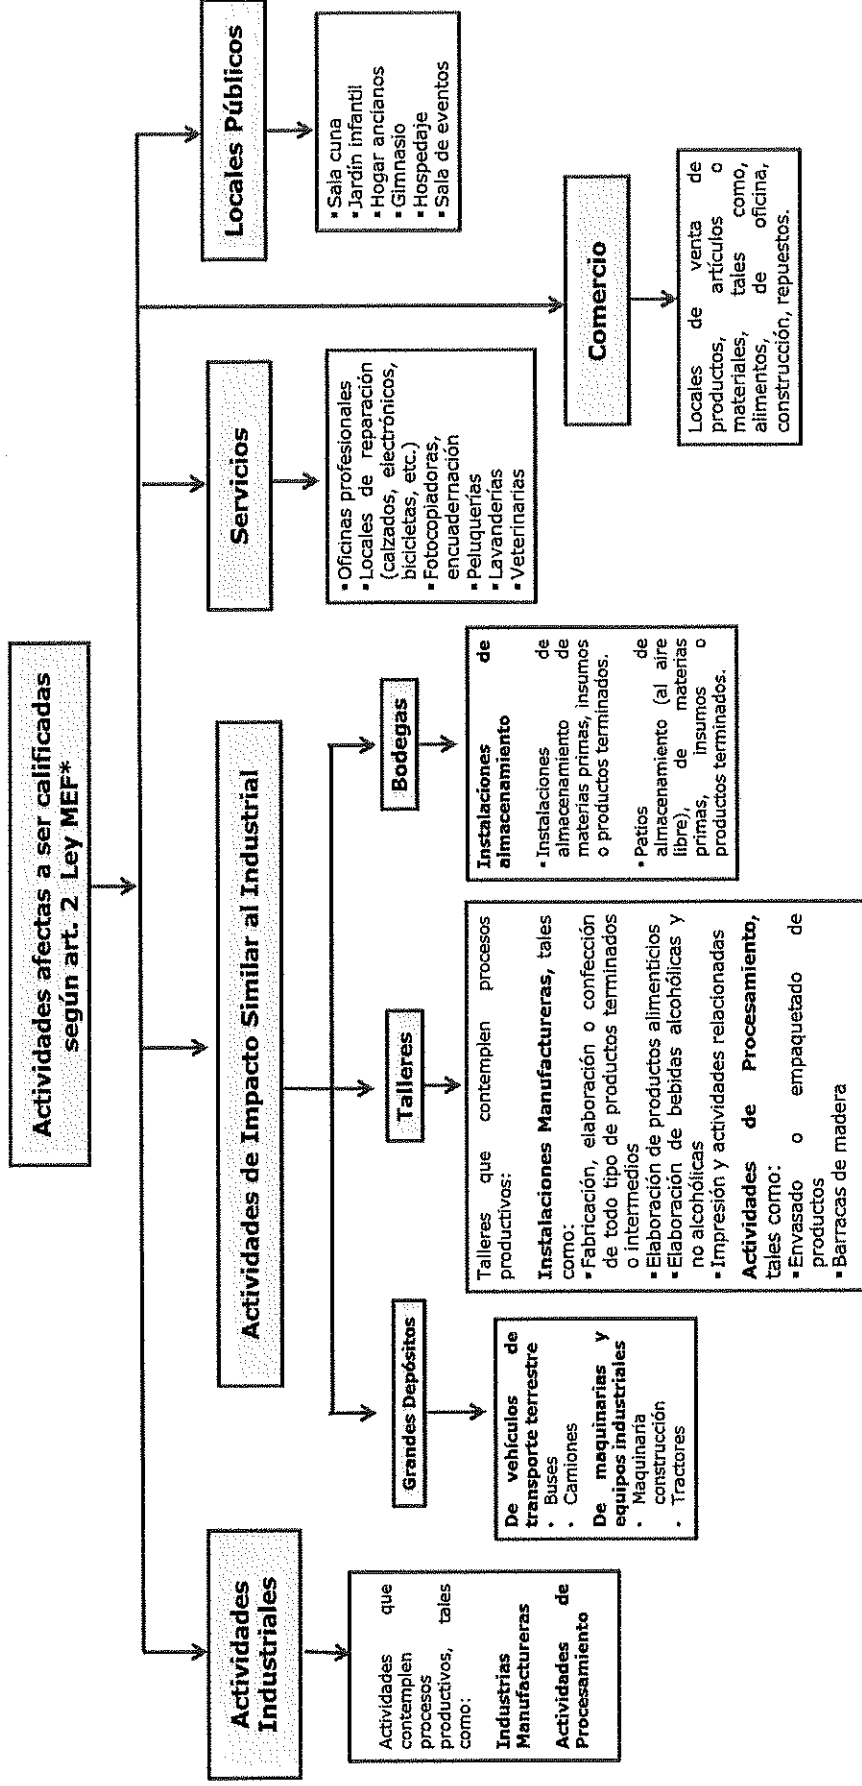 Actividades afectas a ser calificadas
según art. 2 Ley MEF*
Actividades
Industriales
Actividades que
contemplen
procesos
productivos, tales
como:
Industrias
Manufactureras
Actividades de
Procesamiento
Actividades de Impacto Similar al Industrial
Grandes Depósitos
De vehículos de
transporte terrestre
• Buses
• Camiones
De maquinarias y
equipos industriales
• Maquinaria
construcción
• Tractores
Talleres
Talleres que contemplen procesos
productivos:
Instalaciones Manufactureras, tales
como:
▪ Fabricación, elaboración o confección
de todo tipo de productos terminados
o intermedios
▪ Elaboración de productos alimenticios
▪ Elaboración de bebidas alcohólicas y
no alcohólicas
▪ Impresión y actividades relacionadas
Actividades de Procesamiento,
tales como:
▪ Envasado o empaquetado de
productos
▪ Barracas de madera
Bodegas
Instalaciones de
almacenamiento
▪ Instalaciones de
almacenamiento de
materias primas, insumos
o productos terminados.
▪ Patios de
almacenamiento (al aire
libre), de materias
primas, insumos o
productos terminados.
Servicios
▪ Oficinas profesionales
▪ Locales de reparación
(calzados, electrónicos,
bicicletas, etc.)
▪ Fotocopiadoras,
encuadernación
▪ Peluquerías
▪ Lavanderías
▪ Veterinarias
Comercio
Locales de venta de
productos, artículos o
materiales, tales como,
alimentos, de oficina,
construcción, repuestos.
Locales Públicos
▪ Sala cuna
▪ Jardín infantil
▪ Hogar ancianos
▪ Gimnasio
▪ Hospedaje
▪ Sala de eventos